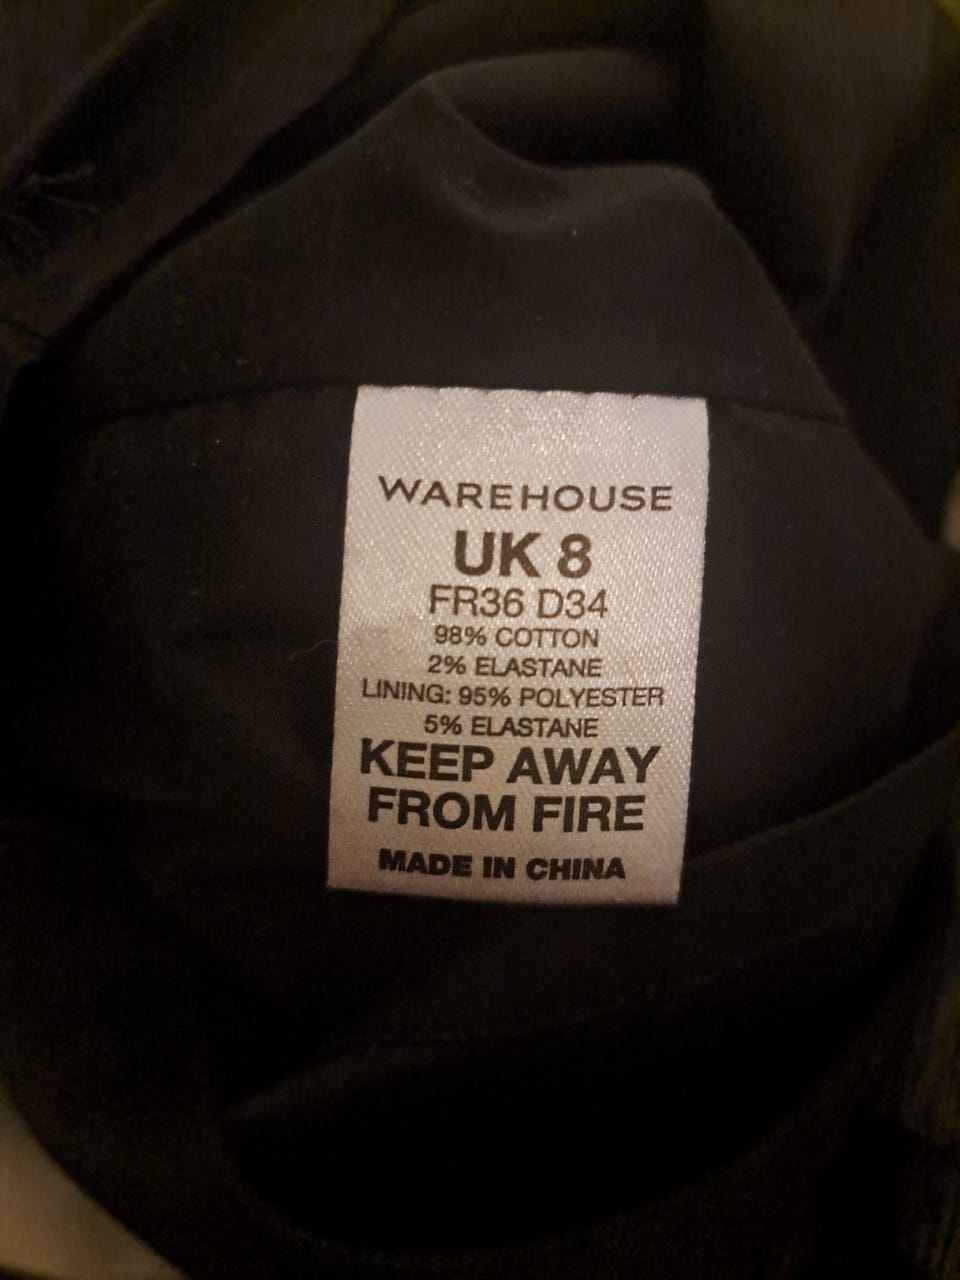 WAREHOUSE
UK 8
FR36 D34
98% COTTON
2% ELASTANE
LINING: 95% POLYESTER
5% ELASTANE
KEEP AWAY
FROM FIRE
MADE IN CHINA